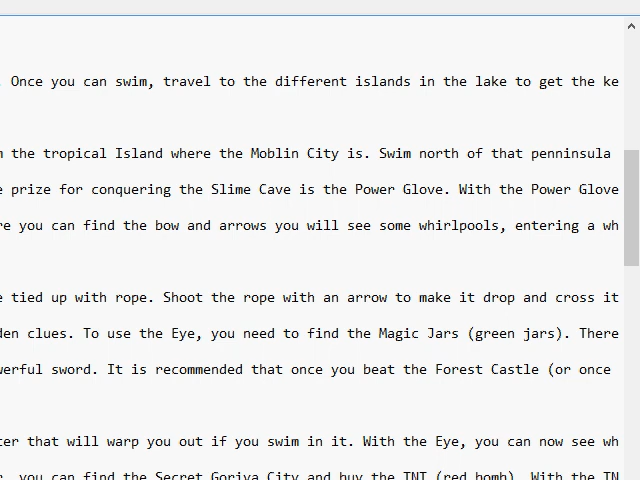 . Once you can swim, travel to the different islands in the lake to get the ke
the tropical Island where the Moblin City is. Swim north of that penninsula
prize for conquering the Slime Cave is the Power Glove. With the Power Glove
re you can find the bow and arrows you will see some whirlpools, entering a wh
tied up with rope. Shoot the rope with an arrow to make it drop and cross it
den clues. To use the Eye, you need to find the Magic Jars (green jars). There
werful sword. It is recommended that once you beat the Forest Castle (or once
ter that will warp you out if you swim in it. With the Eye, you can now see wh
you can find the Secret Goriya City and buy the TNT (red bomb). With the TN